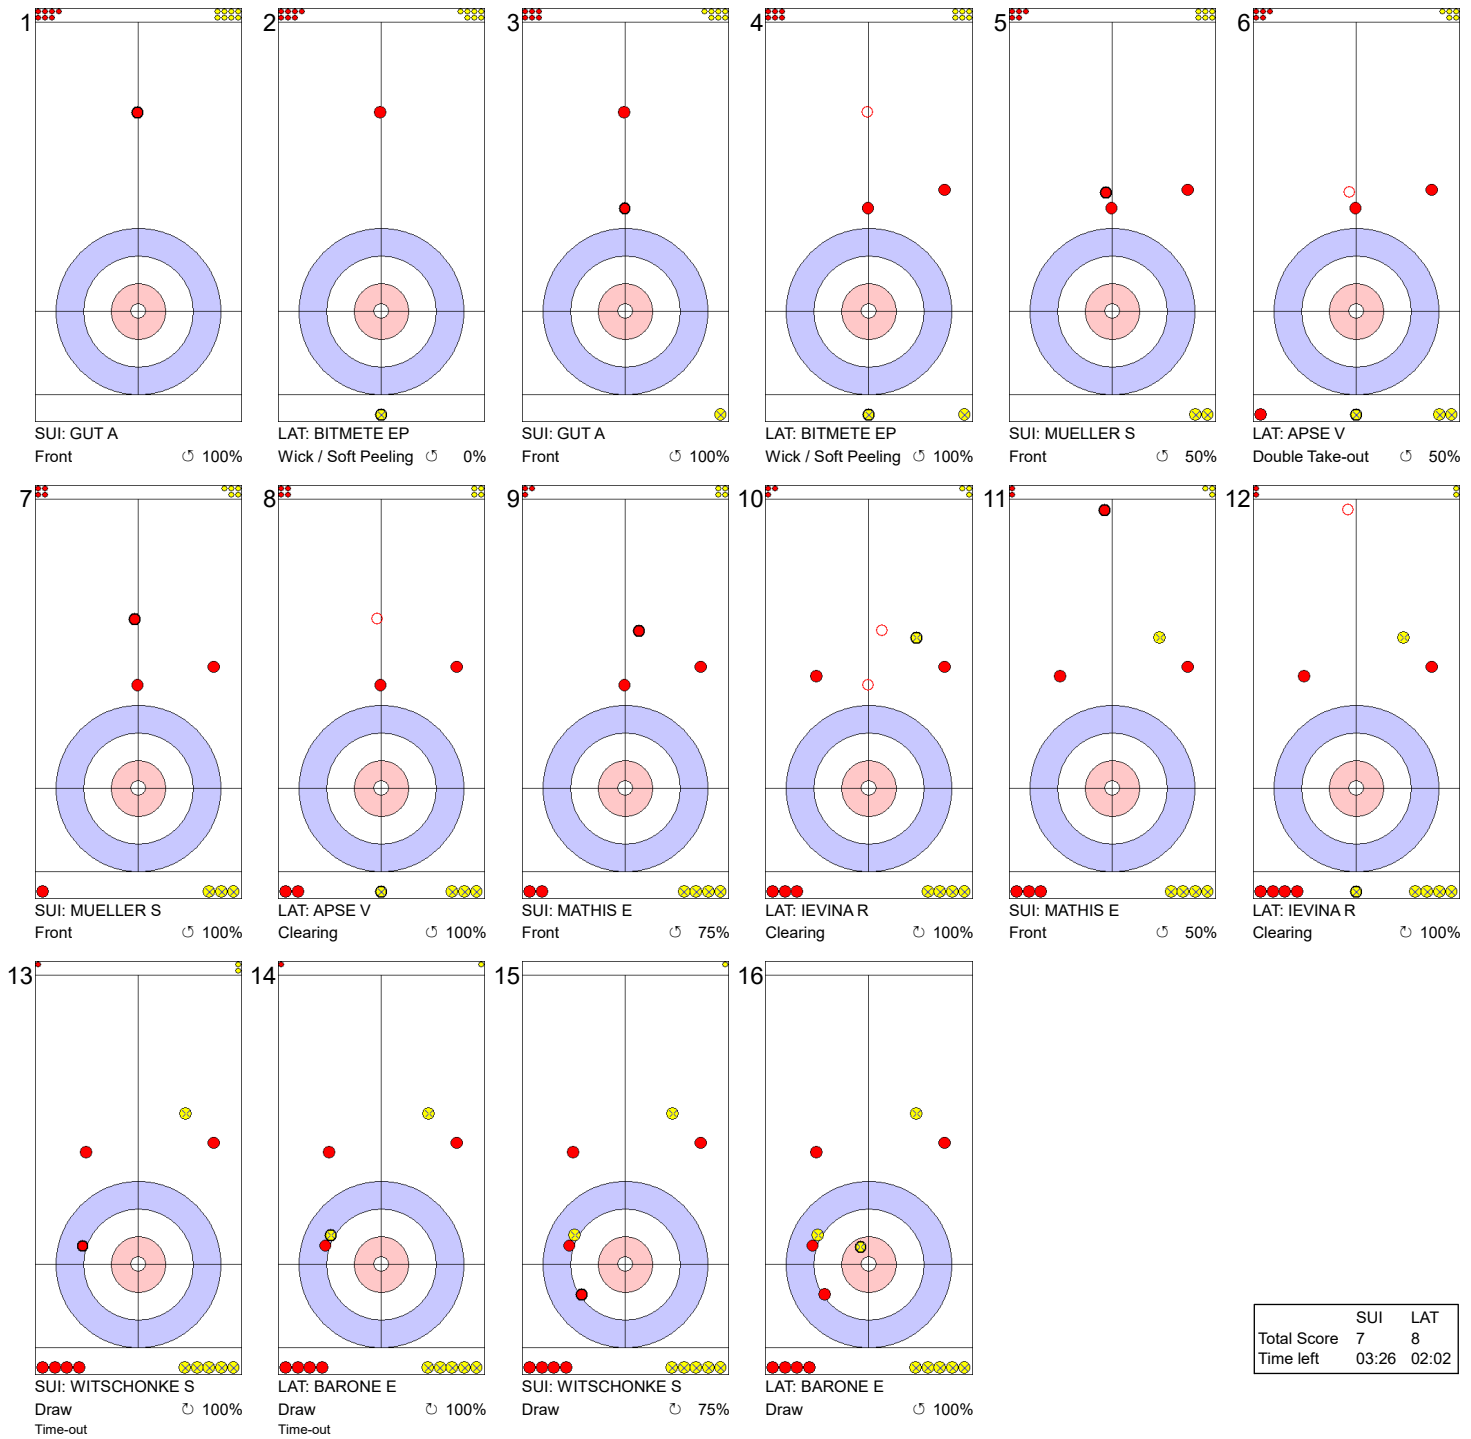 1
SUI: GUT A
Front ↺ 100%
2
LAT: BITMETE EP
Wick / Soft Peeling ↺ 0%
3
SUI: GUT A
Front ↺ 100%
4
LAT: BITMETE EP
Wick / Soft Peeling ↺ 100%
5
SUI: MUELLER S
Front ↺ 50%
6
LAT: APSE V
Double Take-out ↺ 50%
7
SUI: MUELLER S
Front ↺ 100%
8
LAT: APSE V
Clearing ↺ 100%
9
SUI: MATHIS E
Front ↺ 75%
10
LAT: IEVINA R
Clearing ↻ 100%
11
SUI: MATHIS E
Front ↺ 50%
12
LAT: IEVINA R
Clearing ↻ 100%
13
SUI: WITSCHONKE S
Draw ↻ 100%
Time-out
14
LAT: BARONE E
Draw ↻ 100%
Time-out
15
SUI: WITSCHONKE S
Draw ↻ 75%
16
LAT: BARONE E
Draw ↻ 100%
SUI LAT
Total Score 7 8
Time left 03:26 02:02